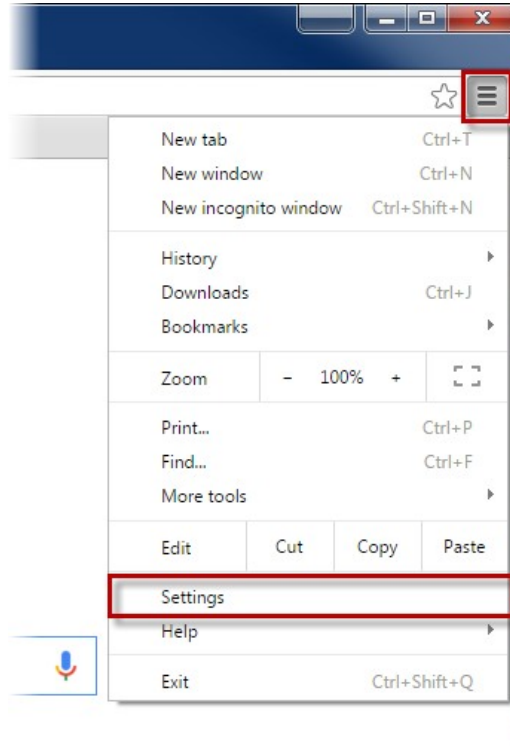 New tab Ctrl+T
New window Ctrl+N
New incognito window Ctrl+Shift+N
History
Downloads Ctrl+J
Bookmarks
Zoom − 100% +
Print... Ctrl+P
Find... Ctrl+F
More tools
Edit Cut Copy Paste
Settings
Help
Exit Ctrl+Shift+Q